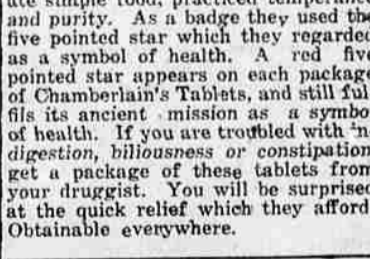 ate simple food, practiced temperance
and purity. As a badge they used the
five pointed star which they regarded
as a symbol of health. A red five
pointed star appears on each package
of Chamberlain's Tablets, and still ful
fils its ancient mission as a symbol
of health. If you are troubled with in
digestion, biliousness or constipation
get a package of these tablets from
your druggist. You will be surprised
at the quick relief which they afford
Obtainable everywhere.